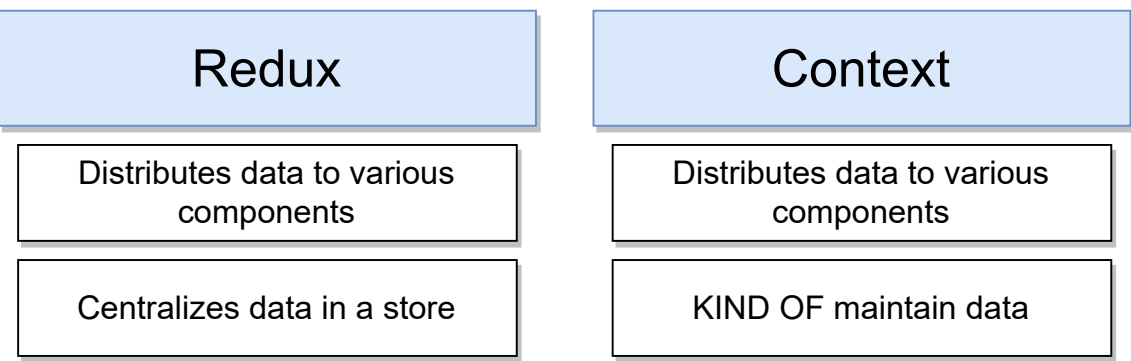 Redux
Distributes data to various
components
Centralizes data in a store
Context
Distributes data to various
components
KIND OF maintain data